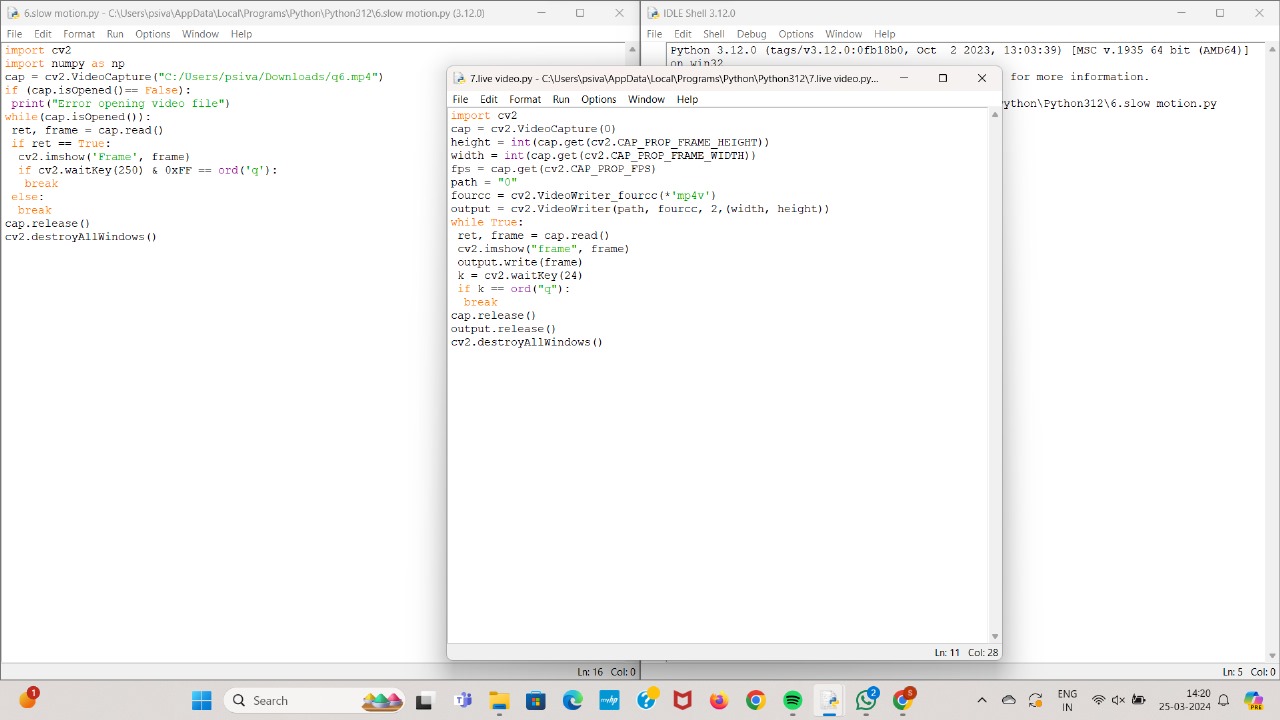 6.slow motion.py - C:\Users\psiva\AppData\Local\Programs\Python\Python312\6.slow motion.py (3.12.0)
File Edit Format Run Options Window Help
import cv2
import numpy as np
cap = cv2.VideoCapture("C:/Users/psiva/Downloads/q6.mp4")
if (cap.isOpened()== False):
 print("Error opening video file")
while(cap.isOpened()):
 ret, frame = cap.read()
 if ret == True:
  cv2.imshow('Frame', frame)
  if cv2.waitKey(250) & 0xFF == ord('q'):
   break
 else:
  break
cap.release()
cv2.destroyAllWindows()
Ln: 16 Col: 0
IDLE Shell 3.12.0
File Edit Shell Debug Options Window Help
Python 3.12.0 (tags/v3.12.0:0fb18b0, Oct  2 2023, 13:03:39) [MSC v.1935 64 bit (AMD64)]
on win32
for more information.
ython\Python312\6.slow motion.py
Ln: 5 Col: 0
7.live video.py - C:\Users\psiva\AppData\Local\Programs\Python\Python312\7.live video.py...
File Edit Format Run Options Window Help
import cv2
cap = cv2.VideoCapture(0)
height = int(cap.get(cv2.CAP_PROP_FRAME_HEIGHT))
width = int(cap.get(cv2.CAP_PROP_FRAME_WIDTH))
fps = cap.get(cv2.CAP_PROP_FPS)
path = "0"
fourcc = cv2.VideoWriter_fourcc(*'mp4v')
output = cv2.VideoWriter(path, fourcc, 2,(width, height))
while True:
 ret, frame = cap.read()
 cv2.imshow("frame", frame)
 output.write(frame)
 k = cv2.waitKey(24)
 if k == ord("q"):
  break
cap.release()
output.release()
cv2.destroyAllWindows()
Ln: 11 Col: 28
1
Search
myhp
?
2
S
ENG
IN
14:20
25-03-2024
PRE